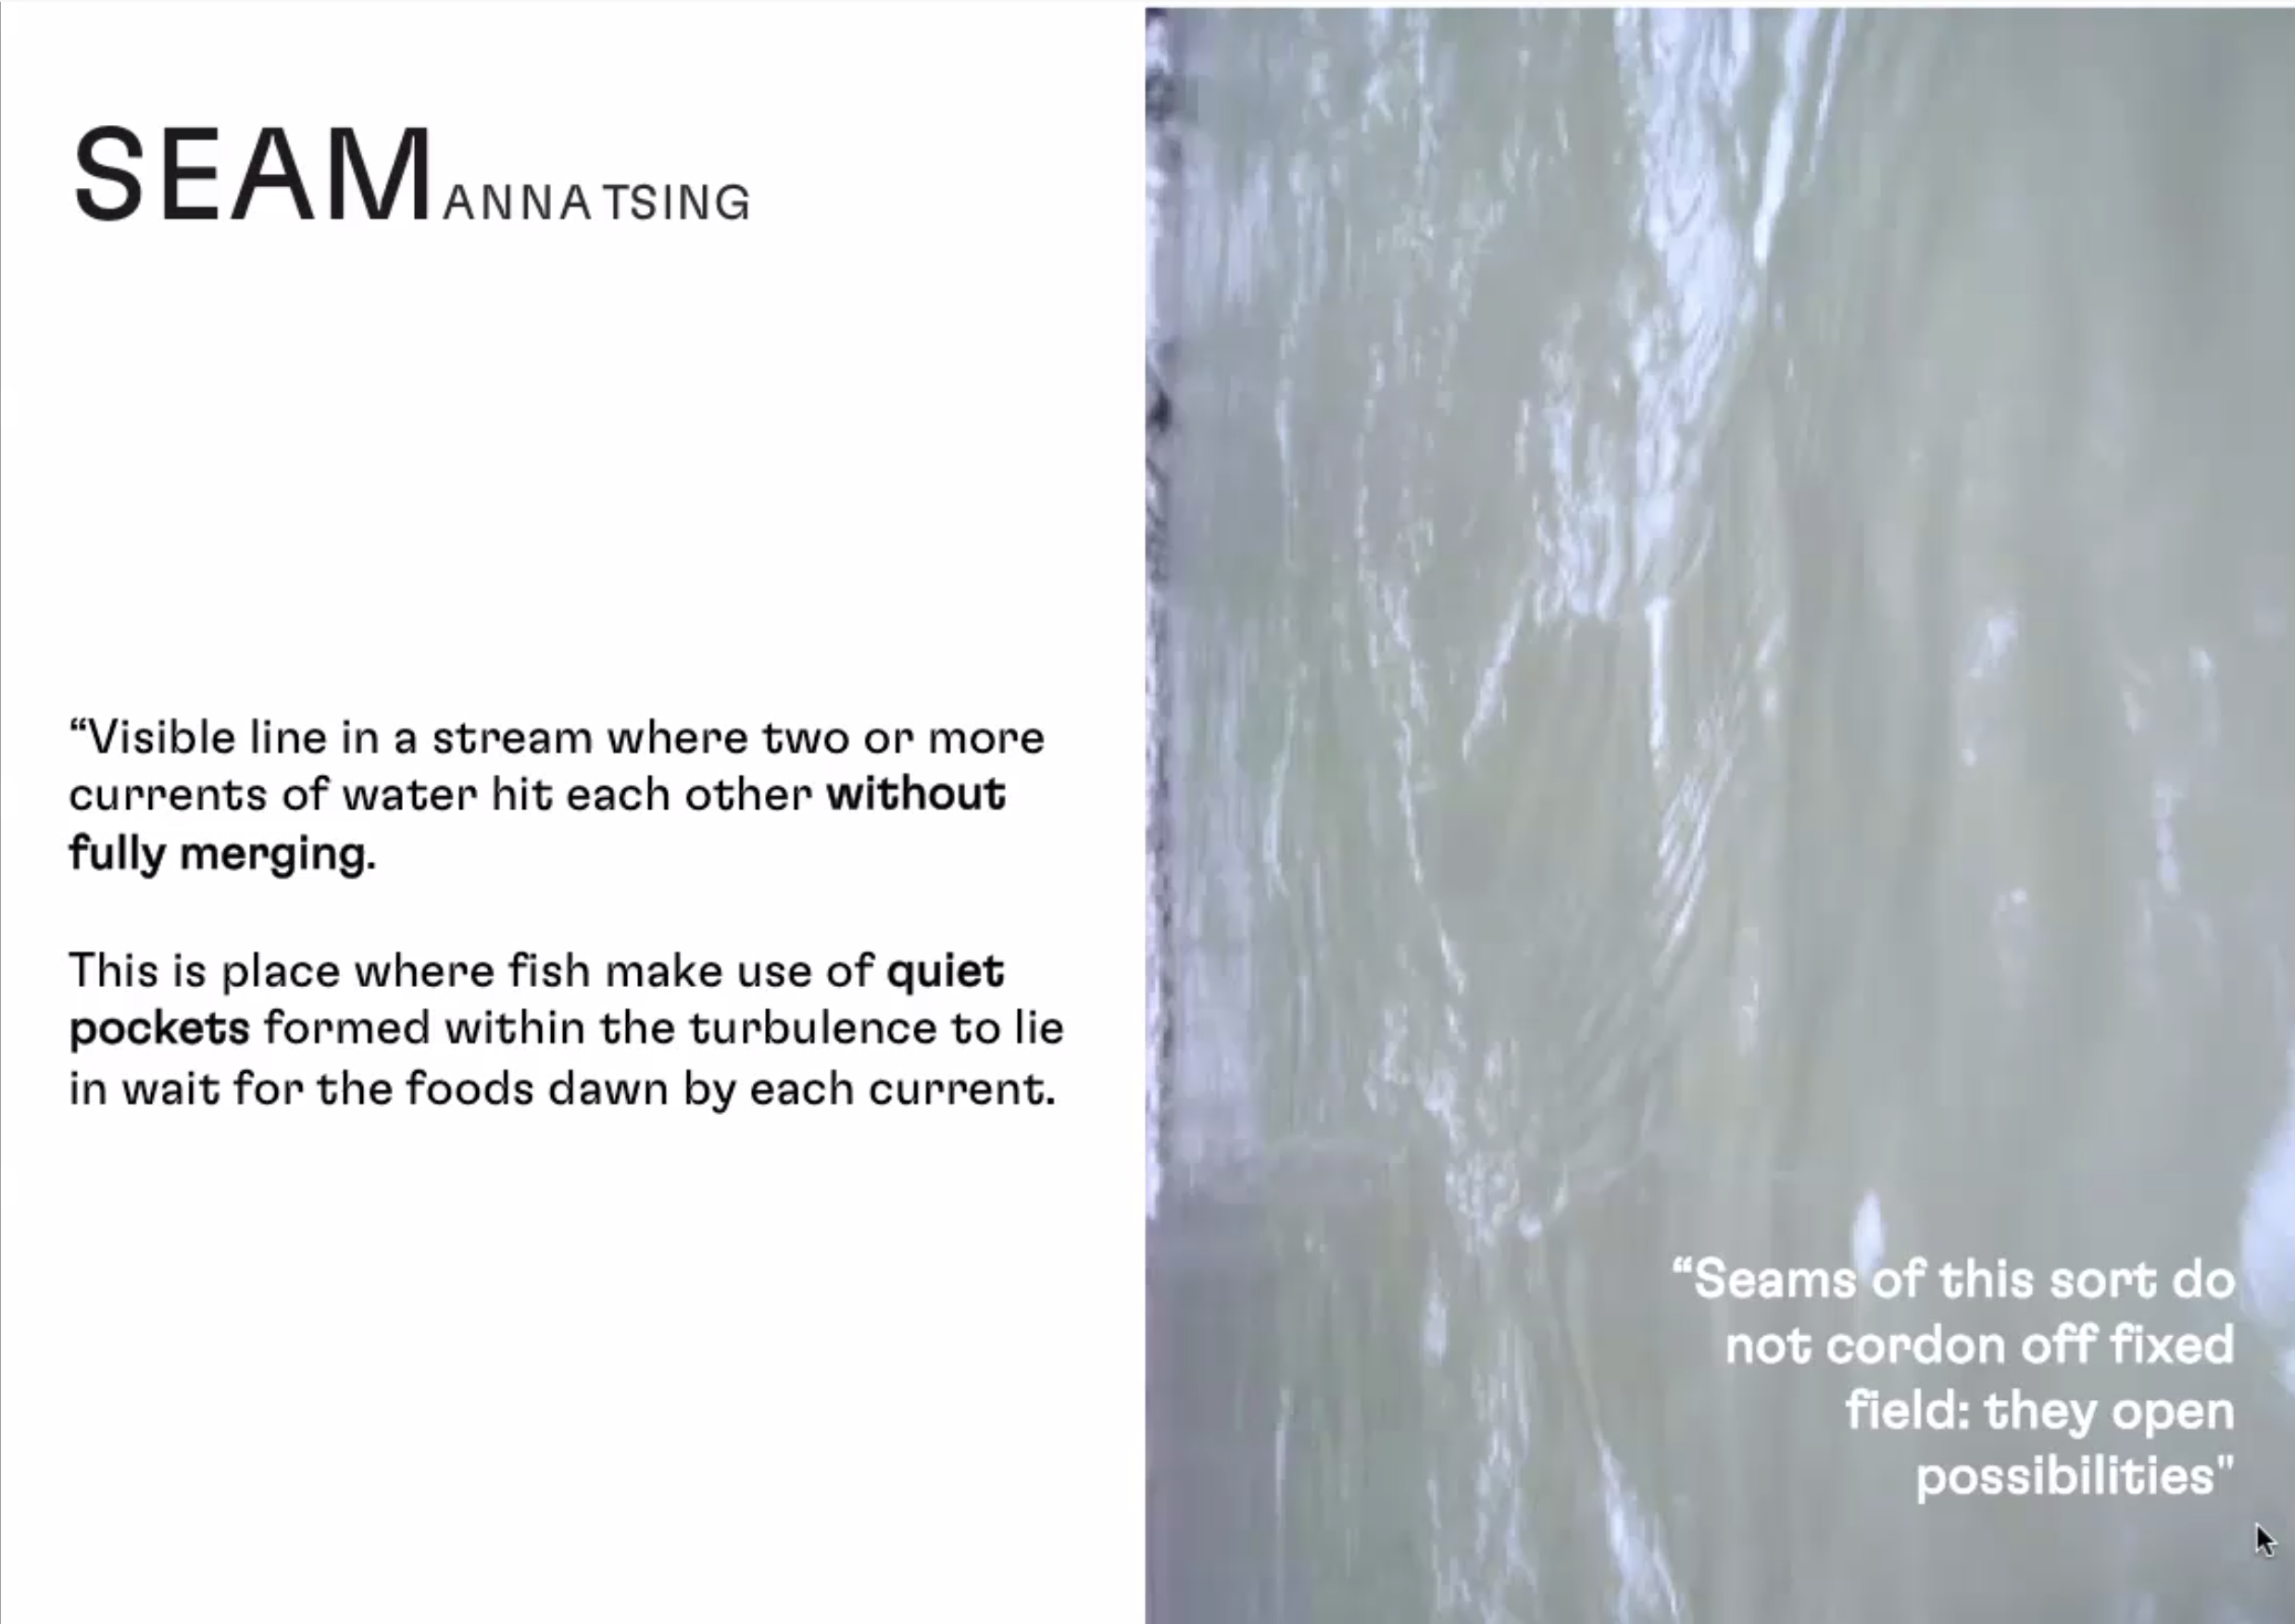 SEAM ANNA TSING
“Visible line in a stream where two or more
currents of water hit each other without
fully merging.
This is place where fish make use of quiet
pockets formed within the turbulence to lie
in wait for the foods dawn by each current.
“Seams of this sort do
not cordon off fixed
field: they open
possibilities"